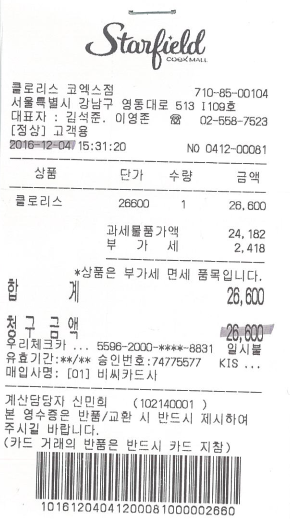 Starfield
COEX MALL
클로리스 코엑스점 710-85-00104
서울특별시 강남구 영동대로 513 I109호
대표자 : 김석준. 이영존 ☏ 02-558-7523
[정상] 고객용
2016-12-04 15:31:20 NO 0412-00081
상품 단가 수량 금액
클로리스 26600 1 26,600
과세물품가액 24,182
부 가 세 2,418
*상품은 부가세 면세 품목입니다.
합 계 26,600
청구 금액 26,600
우리체크카 ... 5596-2000-****-8831 일시불
유효기간:**/** 승인번호:74775577 KIS ...
매입사명: [01] 비씨카드사
계산담당자 신민희 (102140001 )
본 영수증은 반품/교환 시 반드시 제시하여
주시길 바랍니다.
(카드 거래의 반품은 반드시 카드 지참)
1016120404120008100000​2660